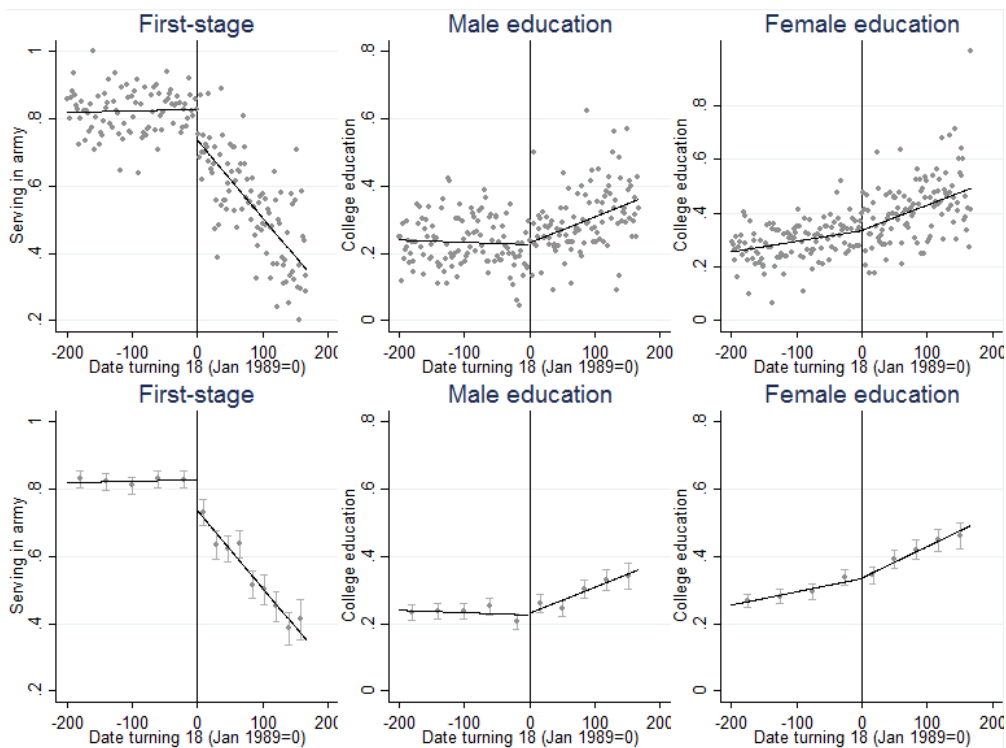 First-stage
Male education
Female education
Serving in army
1
.8
.6
.4
.2
-200 -100 0 100 200
Date turning 18 (Jan 1989=0)
College education
.8
.6
.4
.2
0
-200 -100 0 100 200
Date turning 18 (Jan 1989=0)
College education
.8
.6
.4
.2
0
-200 -100 0 100 200
Date turning 18 (Jan 1989=0)
First-stage
Male education
Female education
Serving in army
1
.8
.6
.4
.2
-200 -100 0 100 200
Date turning 18 (Jan 1989=0)
College education
.8
.6
.4
.2
0
-200 -100 0 100 200
Date turning 18 (Jan 1989=0)
College education
.8
.6
.4
.2
0
-200 -100 0 100 200
Date turning 18 (Jan 1989=0)